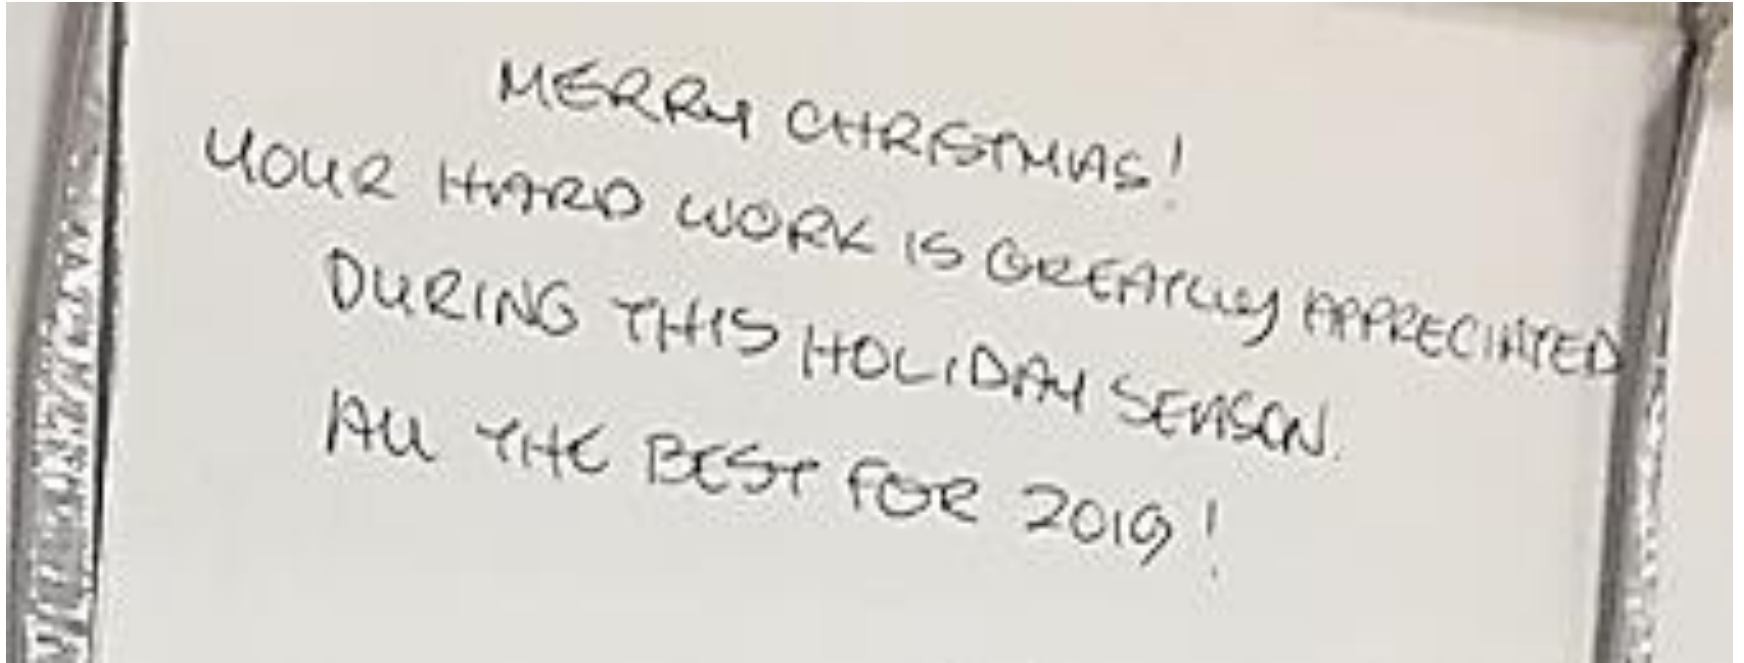 MERRY CHRISTMAS!
YOUR HARD WORK IS GREATLY APPRECIATED
DURING THIS HOLIDAY SEASON.
ALL THE BEST FOR 2019!